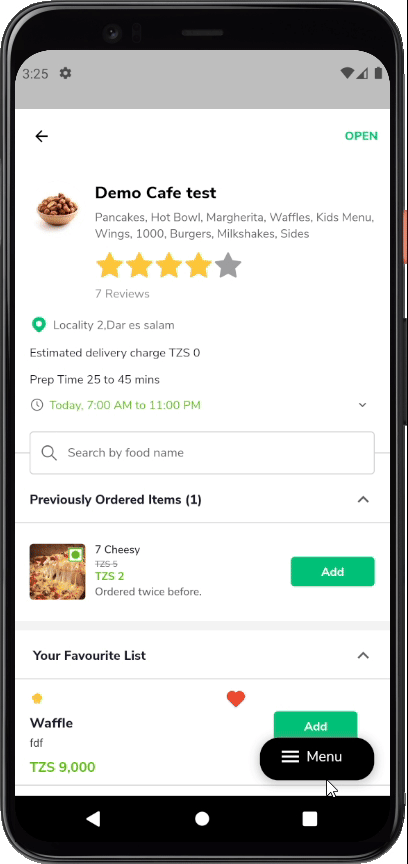 3:25
OPEN
Demo Cafe test
Pancakes, Hot Bowl, Margherita, Waffles, Kids Menu,
Wings, 1000, Burgers, Milkshakes, Sides
7 Reviews
Locality 2,Dar es salam
Estimated delivery charge TZS 0
Prep Time 25 to 45 mins
Today, 7:00 AM to 11:00 PM
Search by food name
Previously Ordered Items (1)
7 Cheesy
TZS 5
TZS 2
Ordered twice before.
Add
Your Favourite List
Waffle
fdf
TZS 9,000
Add
Menu